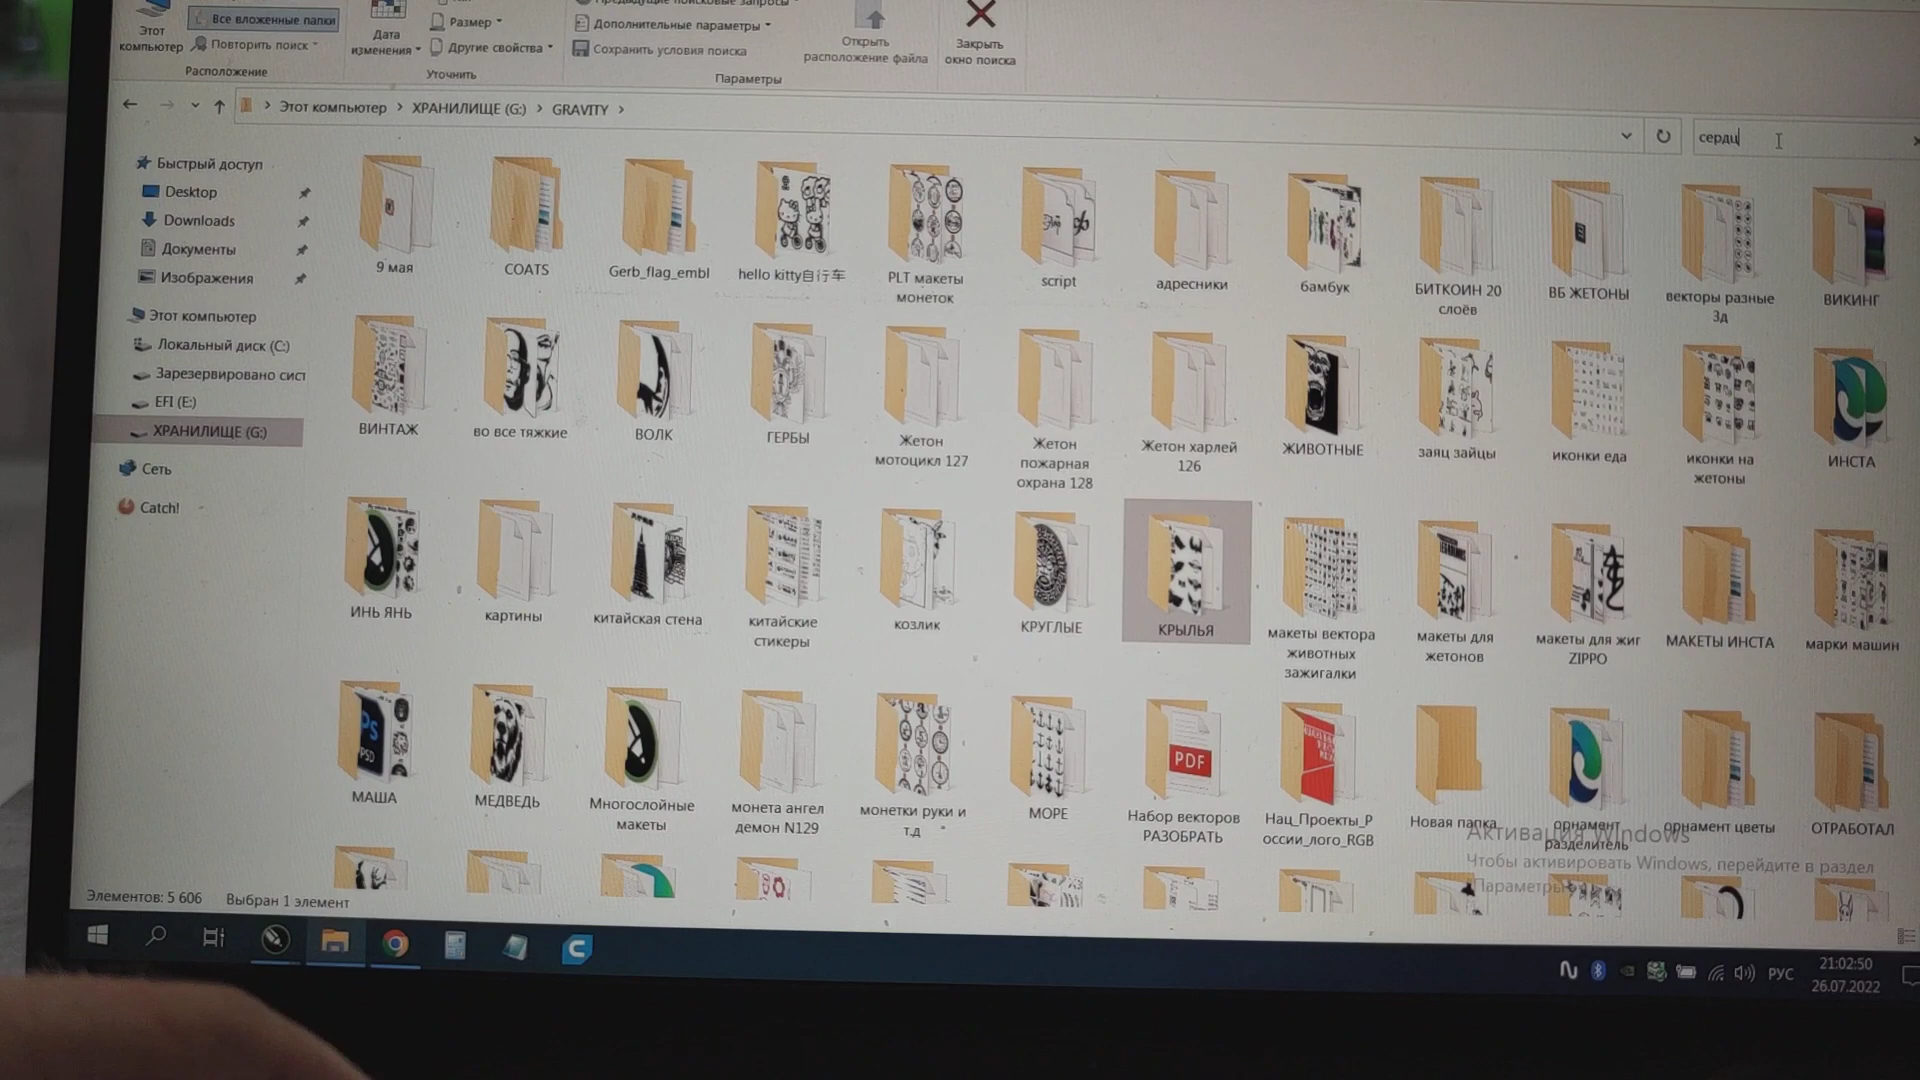 Этот компьютер
Все вложенные папки
Повторить поиск
Расположение
Дата изменения
Размер
Другие свойства
Уточнить
Предыдущие поисковые запросы
Дополнительные параметры
Сохранить условия поиска
Параметры
Открыть расположение файла
Закрыть окно поиска
Этот компьютер
ХРАНИЛИЩЕ (G:)
GRAVITY
сердц
Быстрый доступ
Desktop
Downloads
Документы
Изображения
Этот компьютер
Локальный диск (C:)
Зарезервировано сист
EFI (E:)
ХРАНИЛИЩЕ (G:)
Сеть
Catch!
9 мая
COATS
Gerb_flag_embl
hello kitty自行车
PLT макеты монеток
script
адресники
бамбук
БИТКОИН 20 слоёв
ВБ ЖЕТОНЫ
векторы разные 3д
ВИКИНГ
ВИНТАЖ
во все тяжкие
ВОЛК
ГЕРБЫ
Жетон мотоцикл 127
Жетон пожарная охрана 128
Жетон харлей 126
ЖИВОТНЫЕ
заяц зайцы
иконки еда
иконки на жетоны
ИНСТА
ИНЬ ЯНЬ
картины
китайская стена
китайские стикеры
козлик
КРУГЛЫЕ
КРЫЛЬЯ
макеты вектора животных зажигалки
макеты для жетонов
макеты для жиг ZIPPO
МАКЕТЫ ИНСТА
марки машин
PS
PSD
PDF
МАША
МЕДВЕДЬ
Многослойные макеты
монета ангел демон N129
монетки руки и т.д
МОРЕ
Набор векторов РАЗОБРАТЬ
Нац_Проекты_России_лого_RGB
Новая папка
орнамент разделитель
орнамент цветы
ОТРАБОТАЛ
Активация Windows
Чтобы активировать Windows, перейдите в раздел
"Параметры".
Элементов: 5 606
Выбран 1 элемент
РУС
21:02:50
26.07.2022